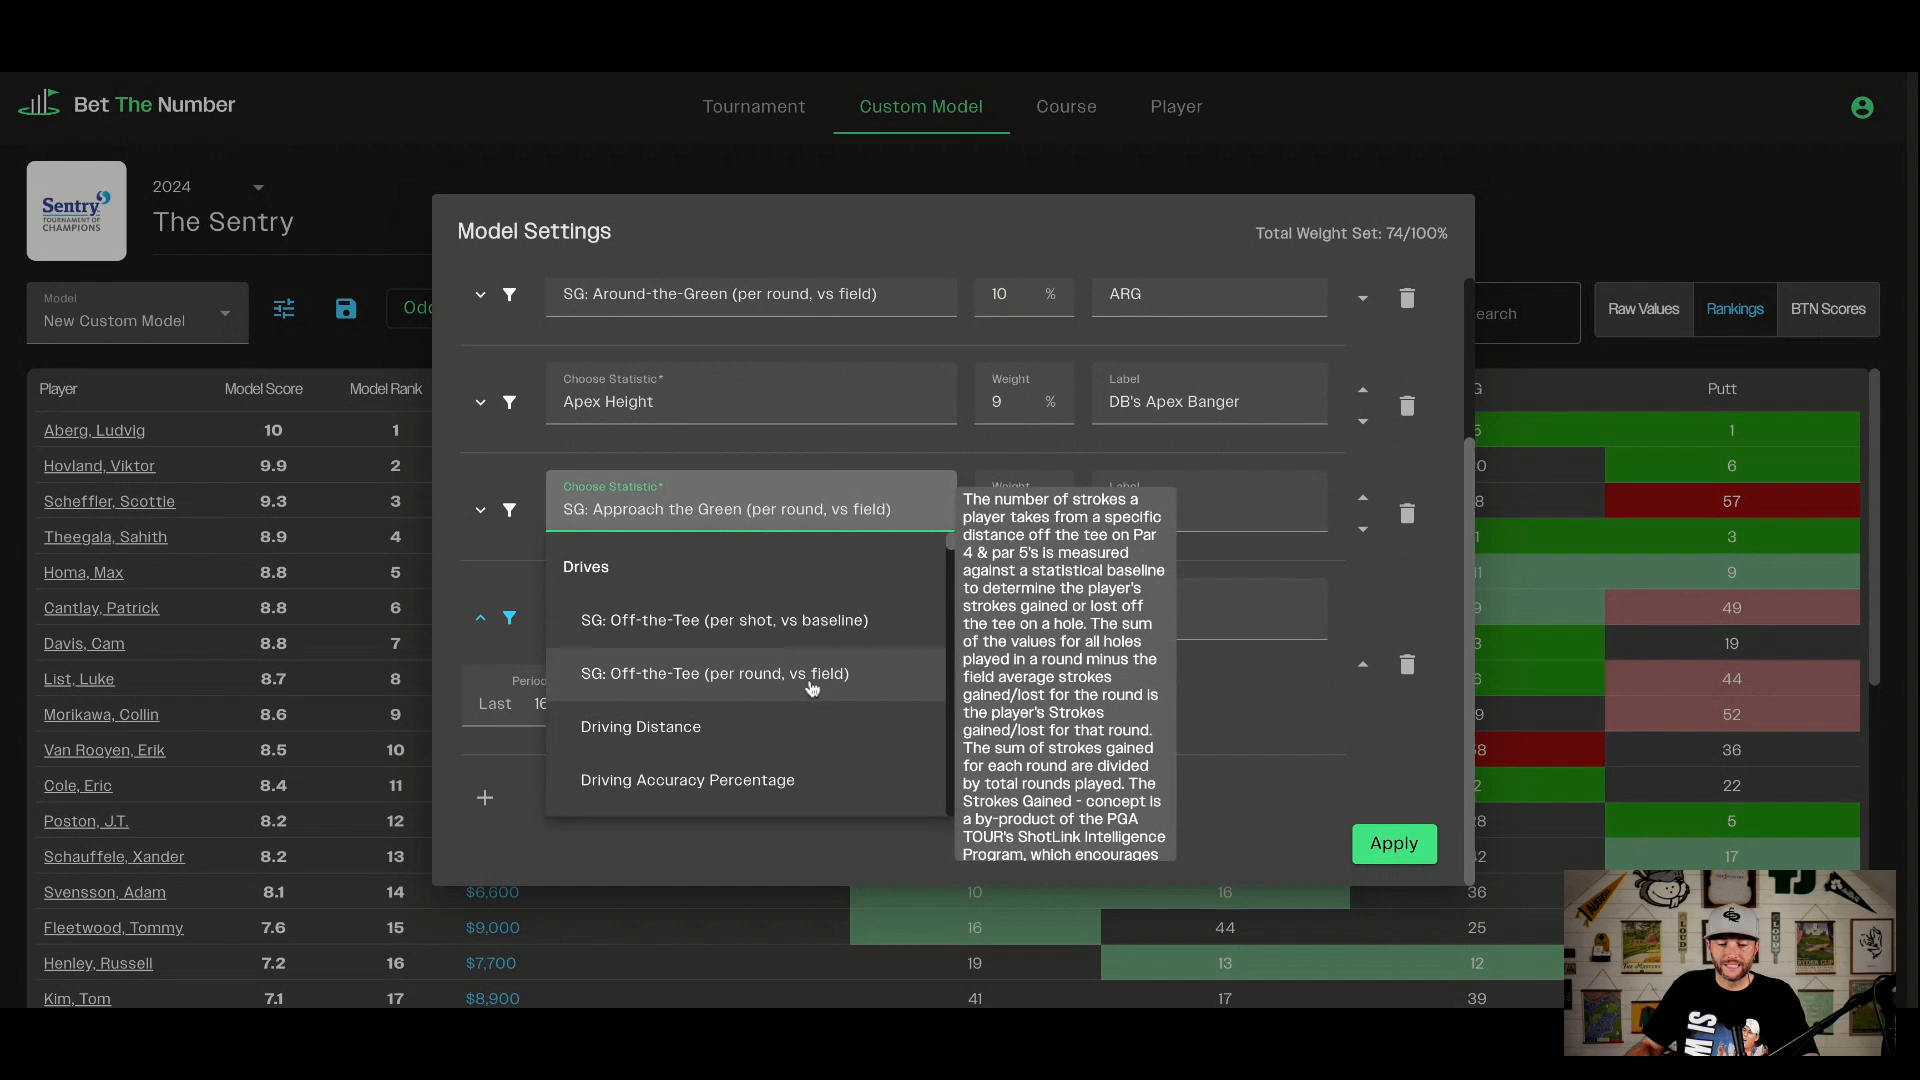 Bet The Number
Tournament
Custom Model
Course
Player
Sentry
TOURNAMENT OF
CHAMPIONS
2024
The Sentry
Model
New Custom Model
Model Settings
Total Weight Set: 74/100%
SG: Around-the-Green (per round, vs field)
10 %
ARG
Choose Statistic*
Apex Height
Weight
9 %
Label
DB's Apex Banger
Choose Statistic*
SG: Approach the Green (per round, vs field)
Drives
SG: Off-the-Tee (per shot, vs baseline)
SG: Off-the-Tee (per round, vs field)
Driving Distance
Driving Accuracy Percentage
The number of strokes a
player takes from a specific
distance off the tee on Par
4 & par 5's is measured
against a statistical baseline
to determine the player's
strokes gained or lost off
the tee on a hole. The sum
of the values for all holes
played in a round minus the
field average strokes
gained/lost for the round is
the player's Strokes
gained/lost for that round.
The sum of strokes gained
for each round are divided
by total rounds played. The
Strokes Gained - concept is
a by-product of the PGA
TOUR's ShotLink Intelligence
Program, which encourages
Last
Apply
Raw Values
Rankings
BTN Scores
Player Model Score Model Rank Putt
Aberg, Ludvig 10 1 1
Hovland, Viktor 9.9 2 6
Scheffler, Scottie 9.3 3 57
Theegala, Sahith 8.9 4 3
Homa, Max 8.8 5 9
Cantlay, Patrick 8.8 6 49
Davis, Cam 8.8 7 19
List, Luke 8.7 8 44
Morikawa, Collin 8.6 9 52
Van Rooyen, Erik 8.5 10 36
Cole, Eric 8.4 11 22
Poston, J.T. 8.2 12 5
Schauffele, Xander 8.2 13 17
Svensson, Adam 8.1 14 $6,600 10 16 36
Fleetwood, Tommy 7.6 15 $9,000 16 44 25
Henley, Russell 7.2 16 $7,700 19 13 12
Kim, Tom 7.1 17 $8,900 41 17 39